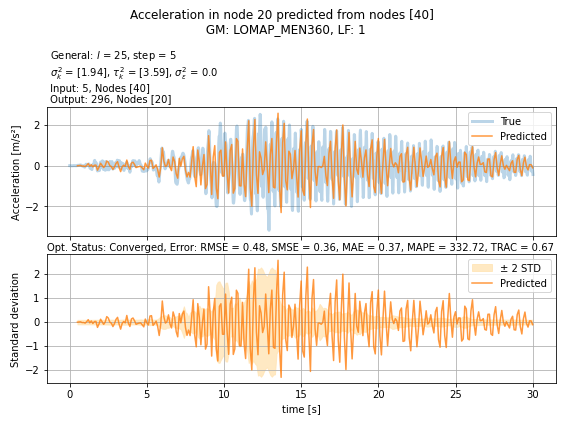 Acceleration in node 20 predicted from nodes [40]
GM: LOMAP_MEN360, LF: 1
General: l = 25, step = 5
σ²ₖ = [1.94], τ²ₖ = [3.59], σ²ε = 0.0
Input: 5, Nodes [40]
Output: 296, Nodes [20]
Acceleration [m/s²]
2
0
−2
True
Predicted
Opt. Status: Converged, Error: RMSE = 0.48, SMSE = 0.36, MAE = 0.37, MAPE = 332.72, TRAC = 0.67
Standard deviation
2
1
0
−1
−2
± 2 STD
Predicted
0 5 10 15 20 25 30
time [s]